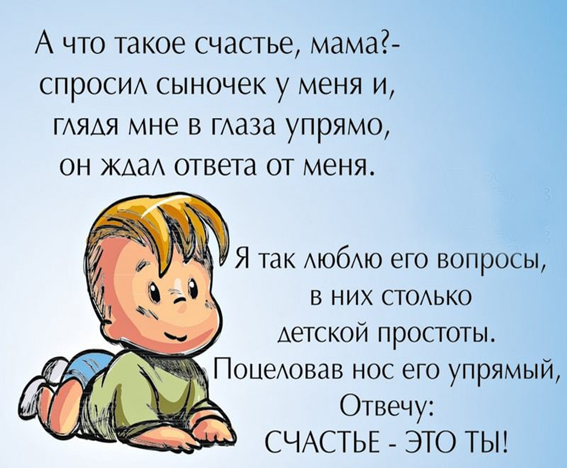 А что такое счастье, мама?-
спросил сыночек у меня и,
глядя мне в глаза упрямо,
он ждал ответа от меня.
Я так люблю его вопросы,
в них столько
детской простоты.
Поцеловав нос его упрямый,
Отвечу:
СЧАСТЬЕ - ЭТО ТЫ!